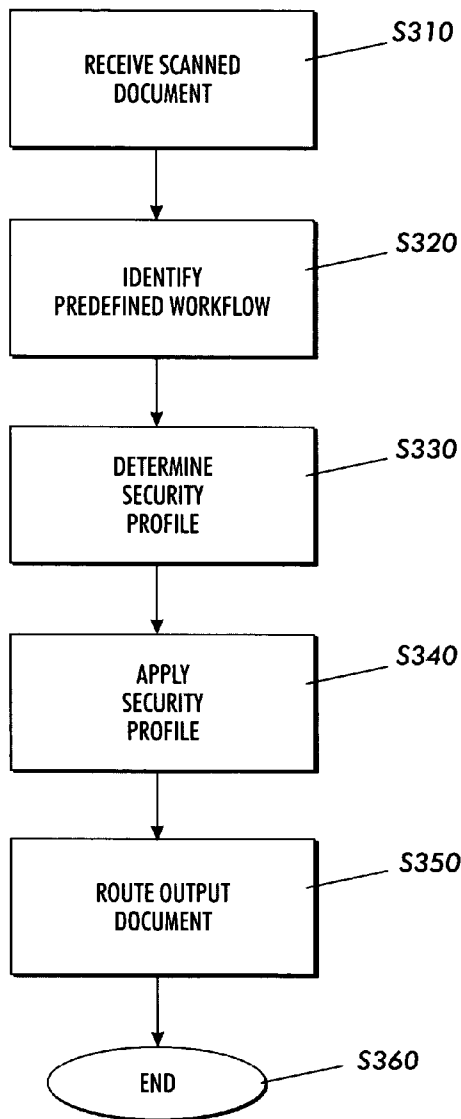 S310
RECEIVE SCANNED
DOCUMENT
S320
IDENTIFY
PREDEFINED WORKFLOW
S330
DETERMINE
SECURITY
PROFILE
S340
APPLY
SECURITY
PROFILE
S350
ROUTE OUTPUT
DOCUMENT
S360
END